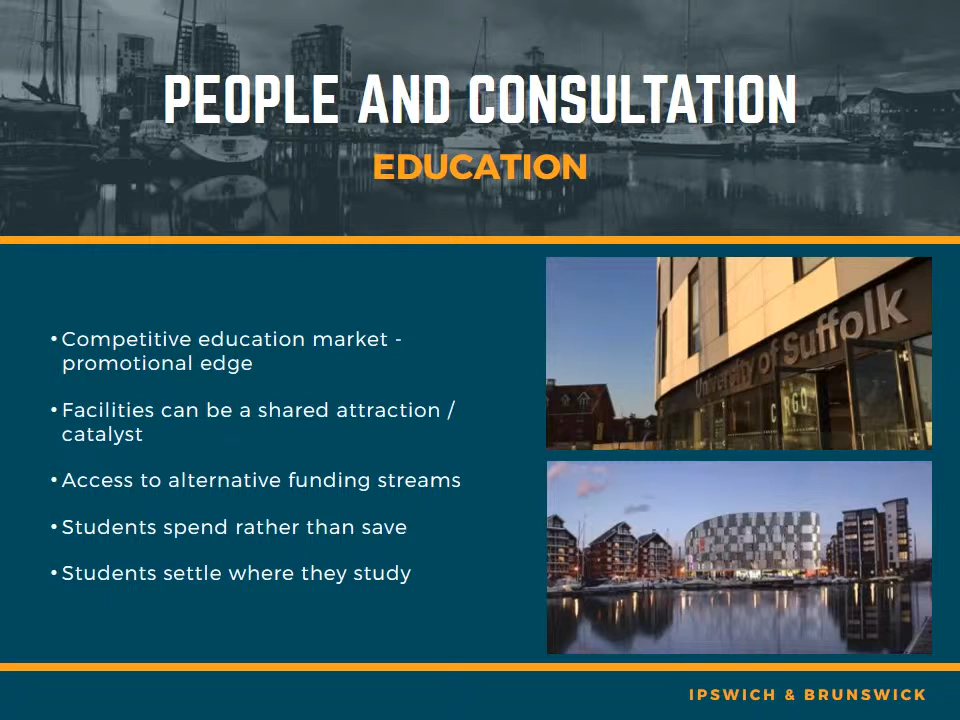 PEOPLE AND CONSULTATION
EDUCATION
• Competitive education market -
promotional edge
• Facilities can be a shared attraction /
catalyst
• Access to alternative funding streams
• Students spend rather than save
• Students settle where they study
University of Suffolk
IPSWICH & BRUNSWICK